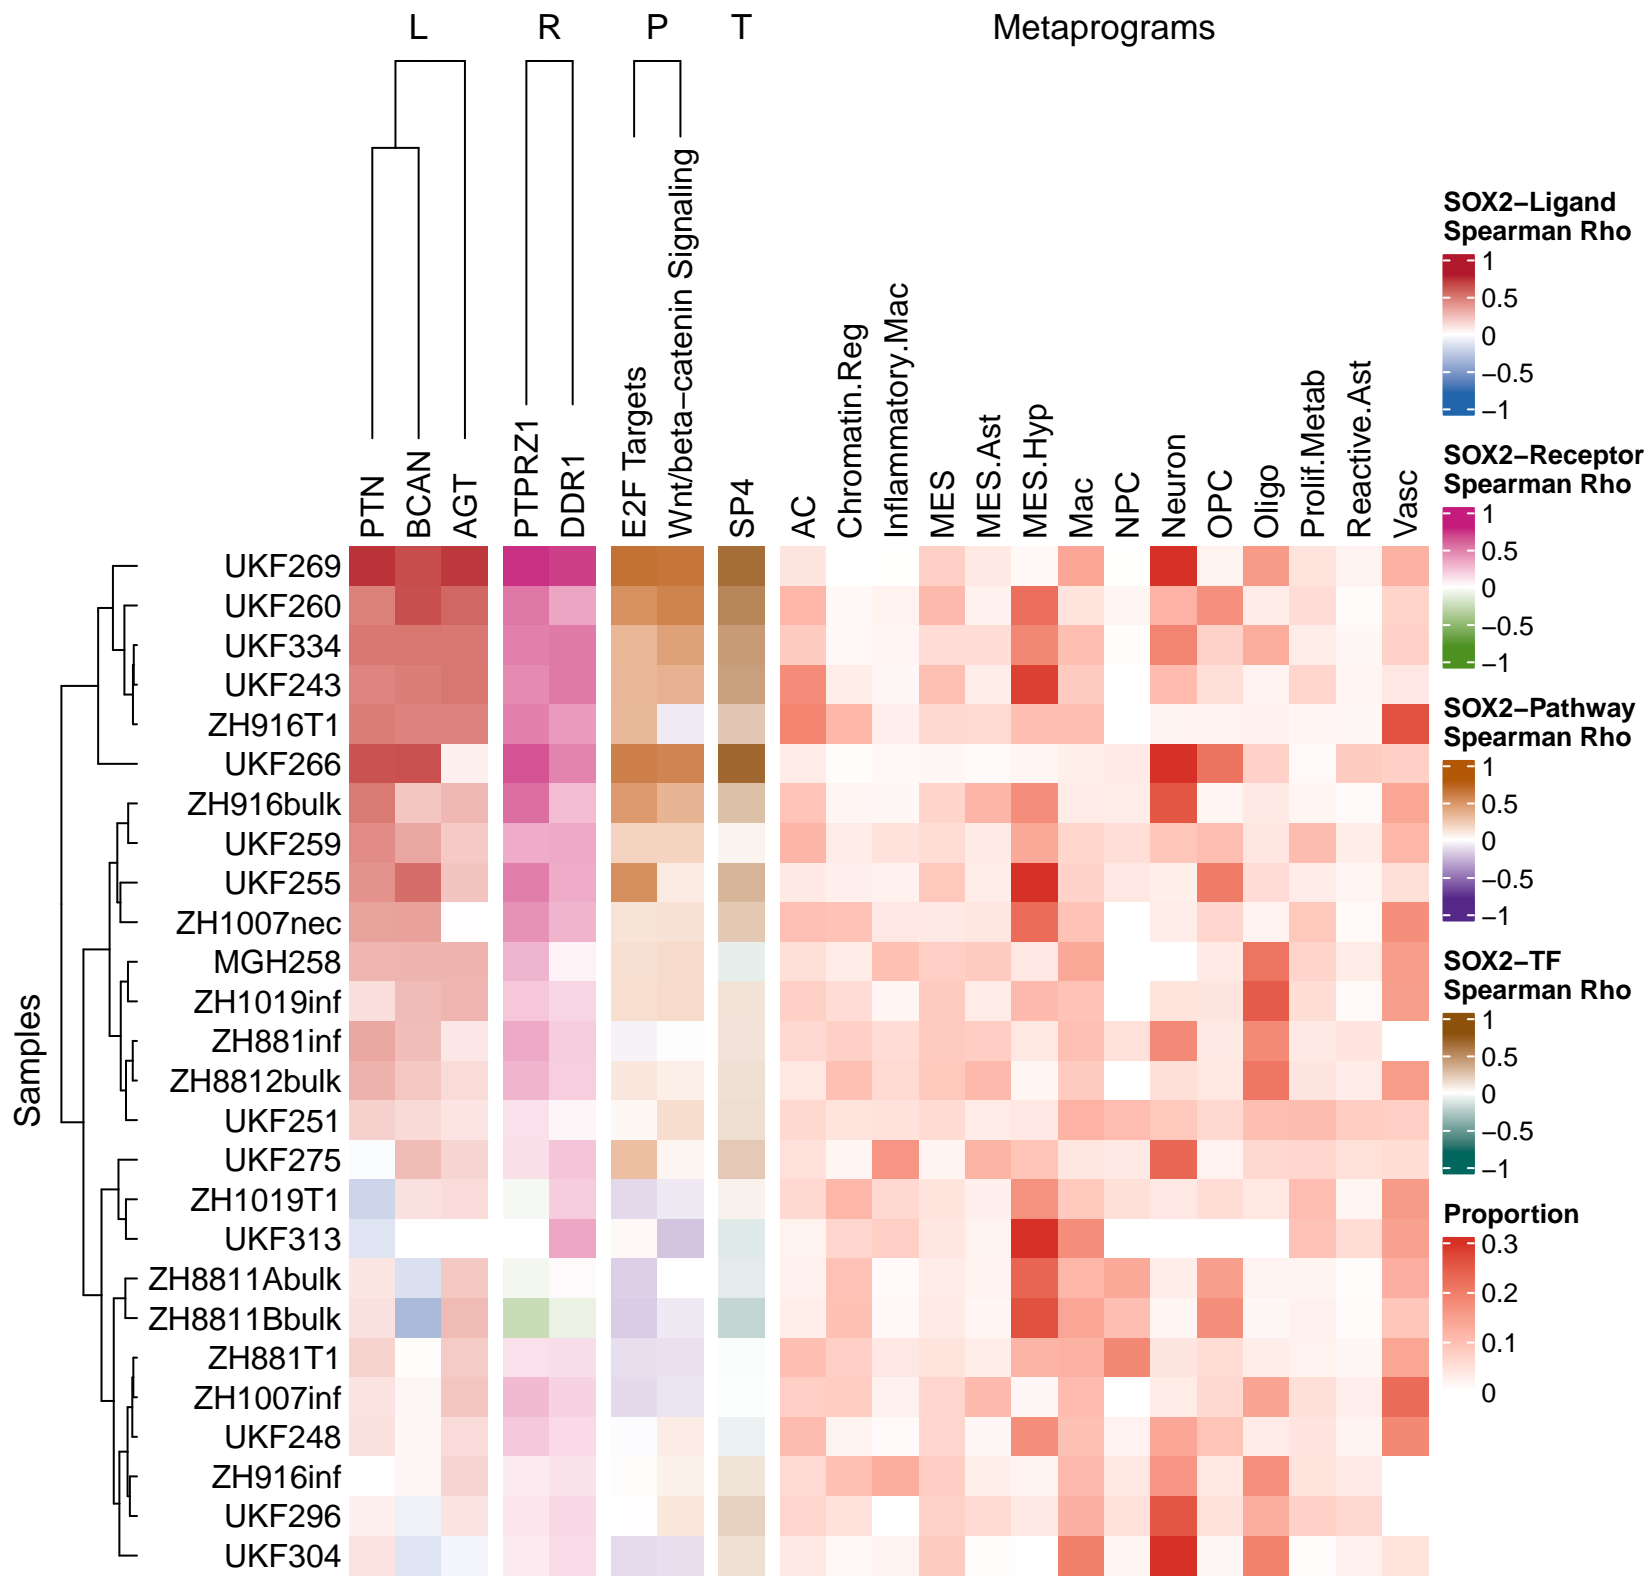 L
R
P
T
Metaprograms
PTN
BCAN
AGT
PTPRZ1
DDR1
E2F Targets
Wnt/beta−catenin Signaling
SP4
AC
Chromatin.Reg
Inflammatory.Mac
MES
MES.Ast
MES.Hyp
Mac
NPC
Neuron
OPC
Oligo
Prolif.Metab
Reactive.Ast
Vasc
Samples
UKF269
UKF260
UKF334
UKF243
ZH916T1
UKF266
ZH916bulk
UKF259
UKF255
ZH1007nec
MGH258
ZH1019inf
ZH881inf
ZH8812bulk
UKF251
UKF275
ZH1019T1
UKF313
ZH8811Abulk
ZH8811Bbulk
ZH881T1
ZH1007inf
UKF248
ZH916inf
UKF296
UKF304
SOX2−Ligand
Spearman Rho
1
0.5
0
−0.5
−1
SOX2−Receptor
Spearman Rho
1
0.5
0
−0.5
−1
SOX2−Pathway
Spearman Rho
1
0.5
0
−0.5
−1
SOX2−TF
Spearman Rho
1
0.5
0
−0.5
−1
Proportion
0.3
0.2
0.1
0